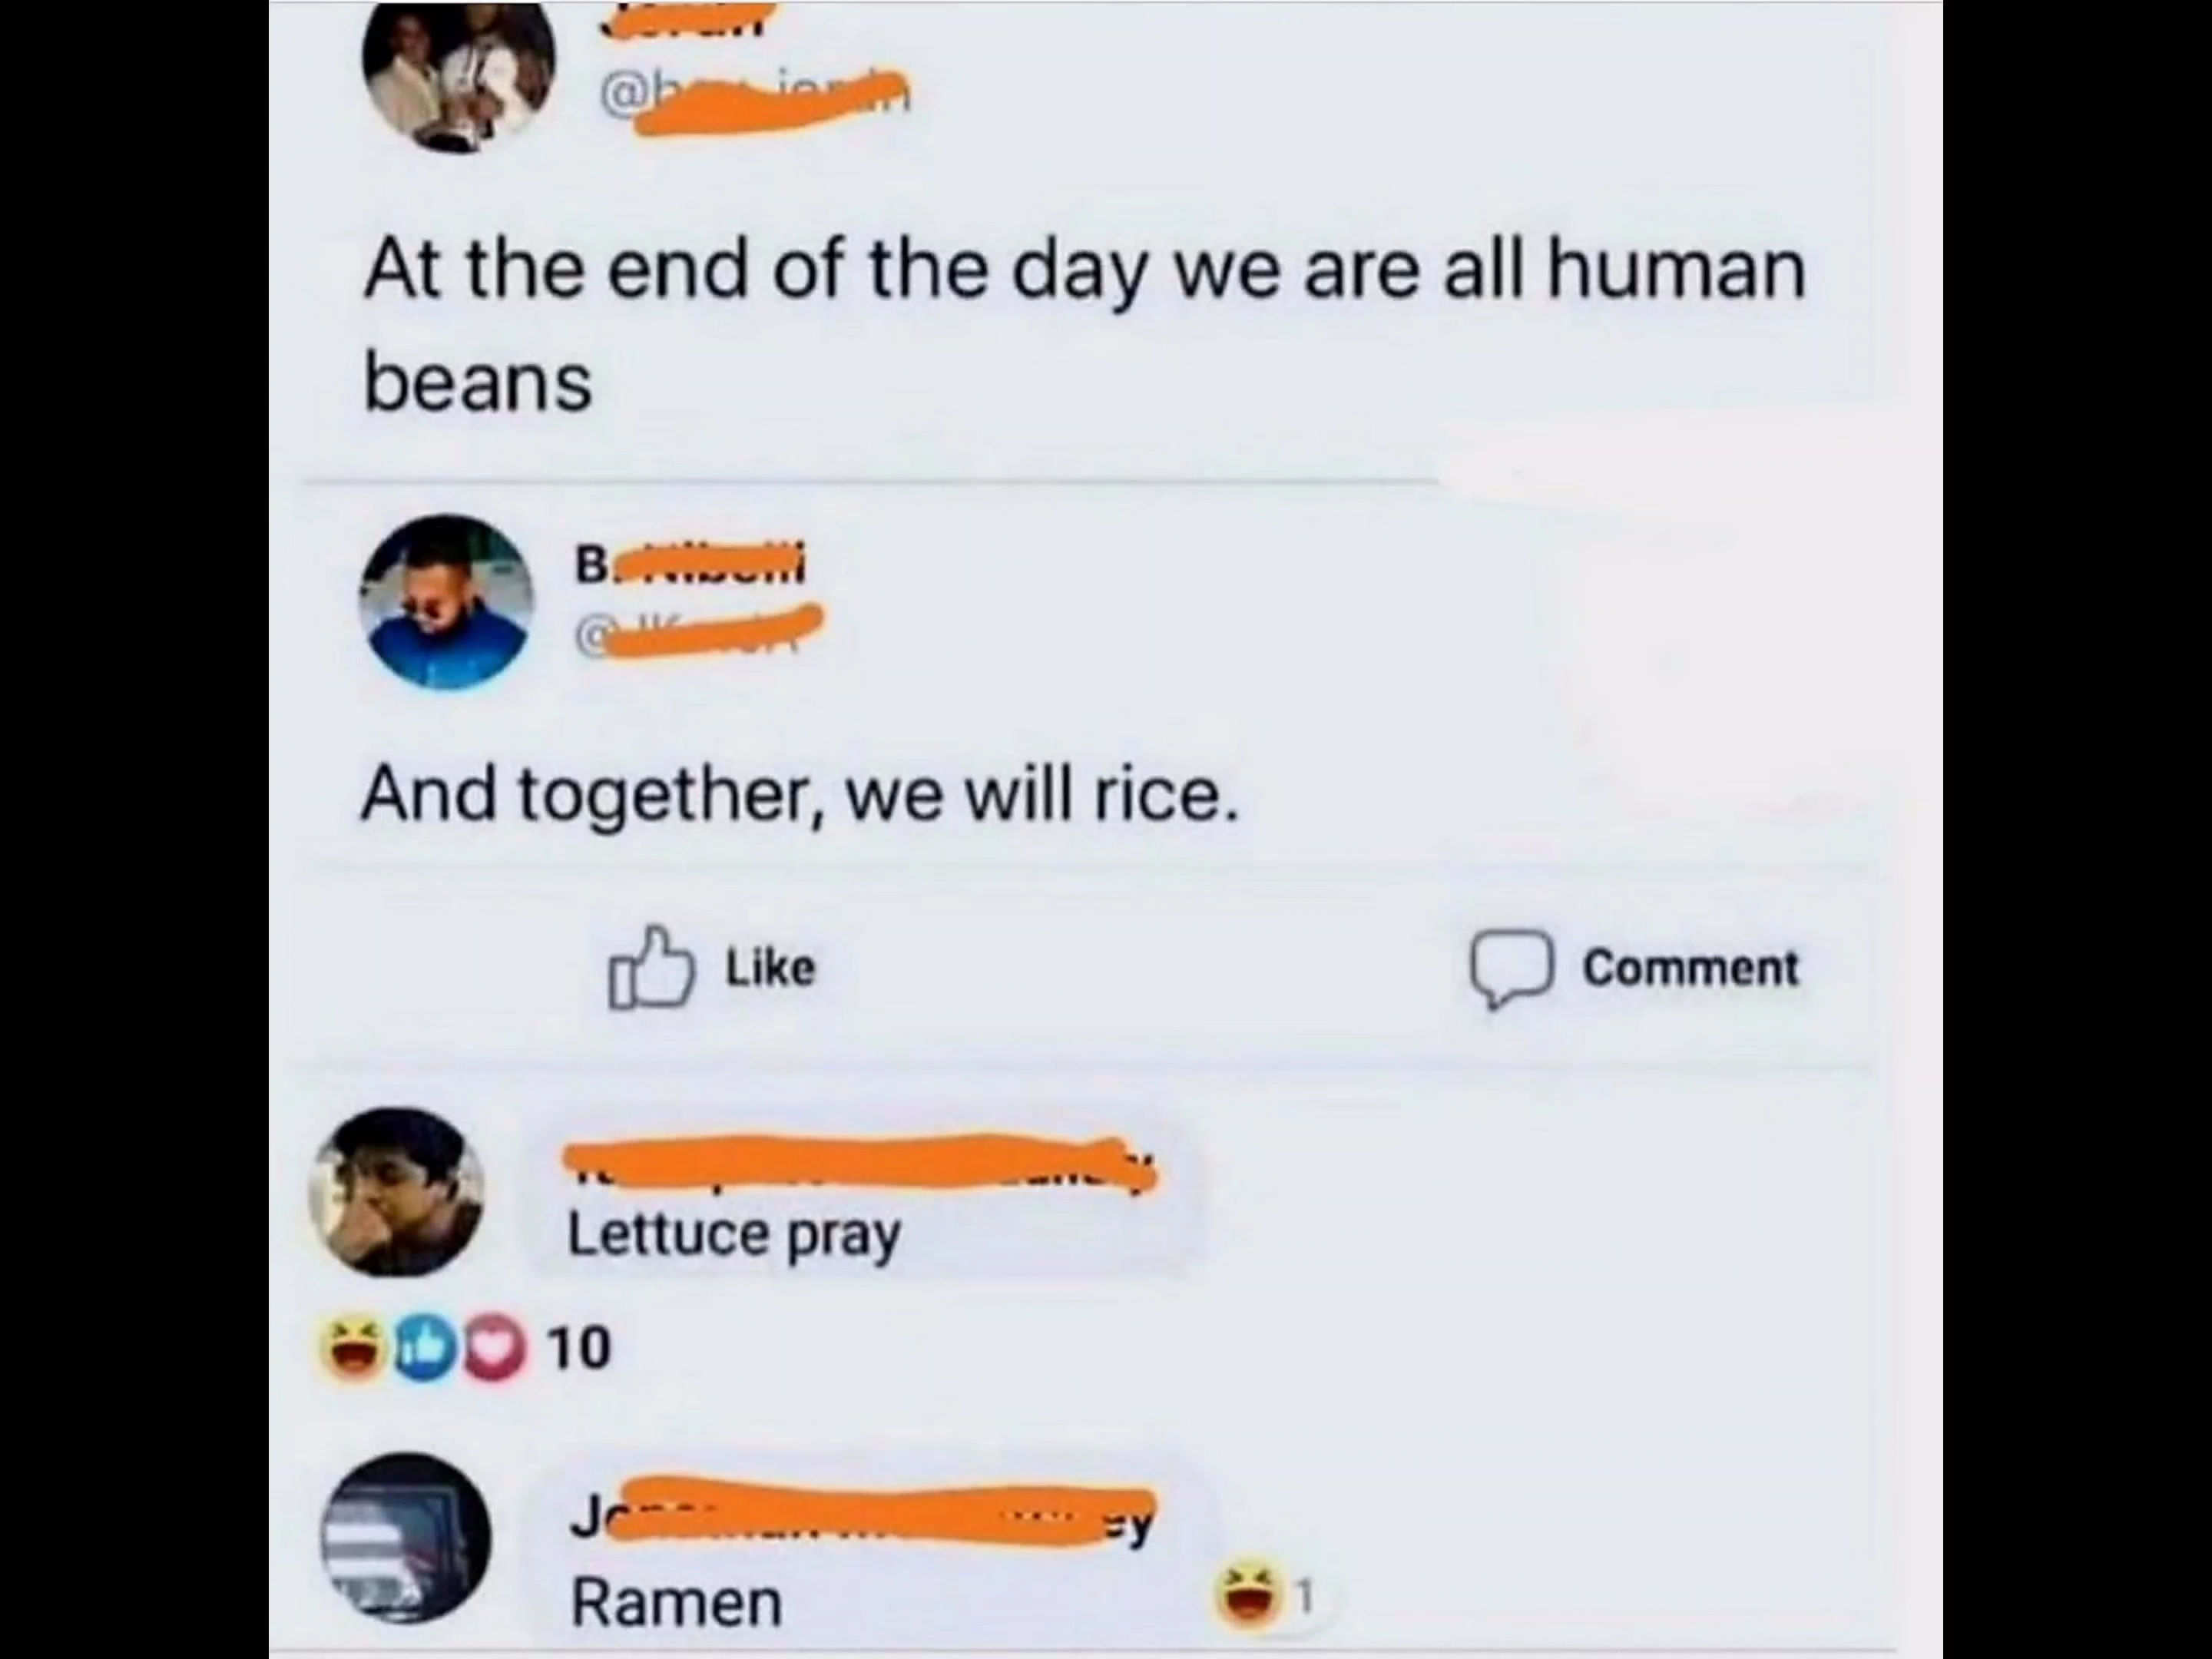 At the end of the day we are all human
beans
B.
And together, we will rice.
Like
Comment
Lettuce pray
10
Ramen
1